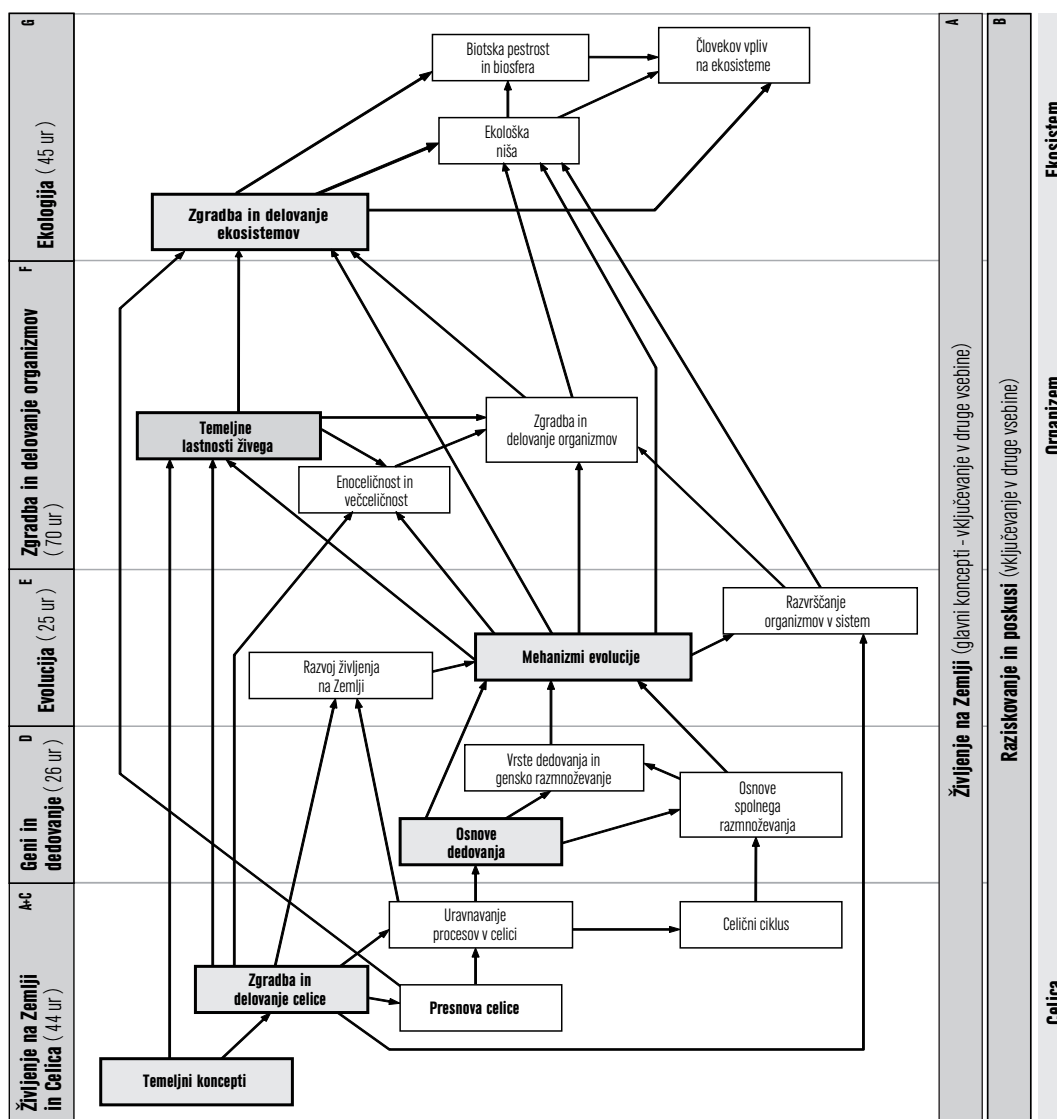 G
Ekologija ( 45 ur )
F
Zgradba in delovanje organizmov
( 70 ur )
E
Evolucija ( 25 ur )
D
Geni in
dedovanje ( 26 ur )
A+C
Življenje na Zemlji
in Celica ( 44 ur )
Biotska pestrost
in biosfera
Človekov vpliv
na ekosisteme
Ekološka
niša
Zgradba in delovanje
ekosistemov
Temeljne
lastnosti živega
Zgradba in
delovanje organizmov
Enoceličnost in
večceličnost
Razvrščanje
organizmov v sistem
Mehanizmi evolucije
Razvoj življenja
na Zemlji
Vrste dedovanja in
gensko razmnoževanje
Osnove
spolnega
razmnoževanja
Osnove
dedovanja
Uravnavanje
procesov v celici
Celični ciklus
Zgradba in
delovanje celice
Presnova celice
Temeljni koncepti
A
Življenje na Zemlji (glavni koncepti - vključevanje v druge vsebine)
B
Raziskovanje in poskusi (vključevanje v druge vsebine)
Ekosistem
Organizem
Celica